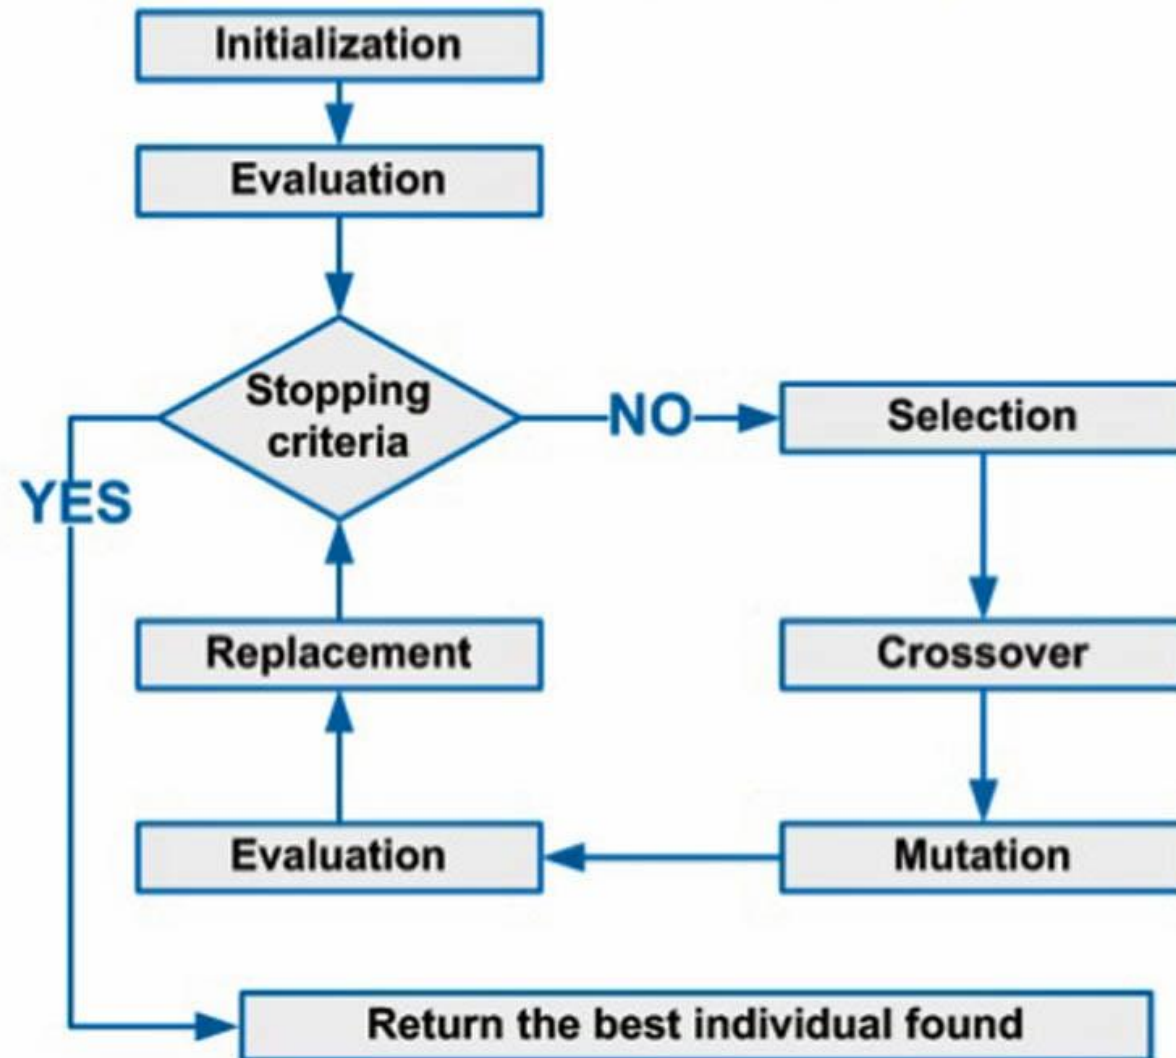 Initialization
Evaluation
Stopping
criteria
NO
Selection
YES
Replacement
Crossover
Evaluation
Mutation
Return the best individual found